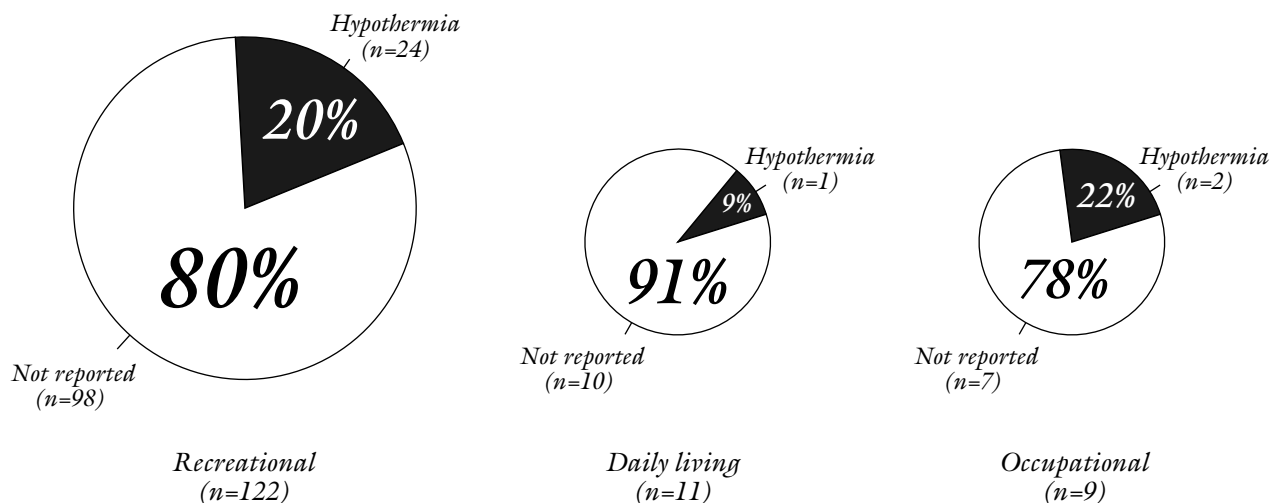 Hypothermia
(n=24)
20%
80%
Not reported
(n=98)
Recreational
(n=122)
Hypothermia
(n=1)
9%
91%
Not reported
(n=10)
Daily living
(n=11)
Hypothermia
(n=2)
22%
78%
Not reported
(n=7)
Occupational
(n=9)